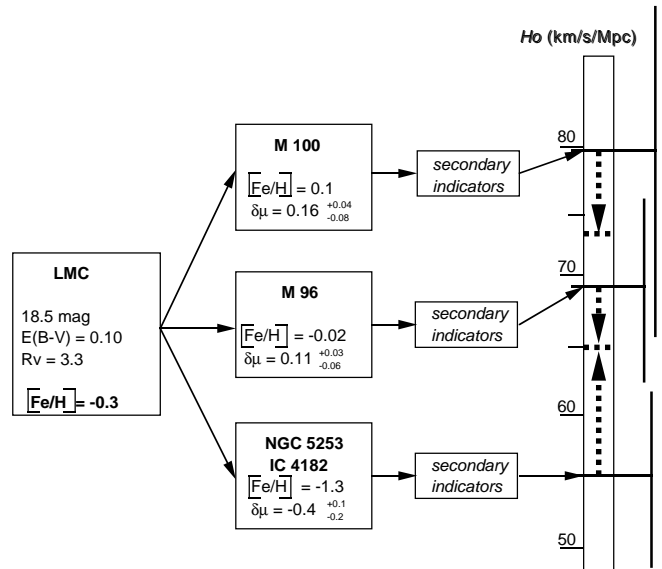 Ho (km/s/Mpc)
M 100
[Fe/H] = 0.1
δμ = 0.16 +0.04 -0.08
secondary
indicators
80
LMC
18.5 mag
E(B-V) = 0.10
Rv = 3.3
[Fe/H] = -0.3
M 96
[Fe/H] = -0.02
δμ = 0.11 +0.03 -0.06
secondary
indicators
70
NGC 5253
IC 4182
[Fe/H] = -1.3
δμ = -0.4 +0.1 -0.2
secondary
indicators
60
50